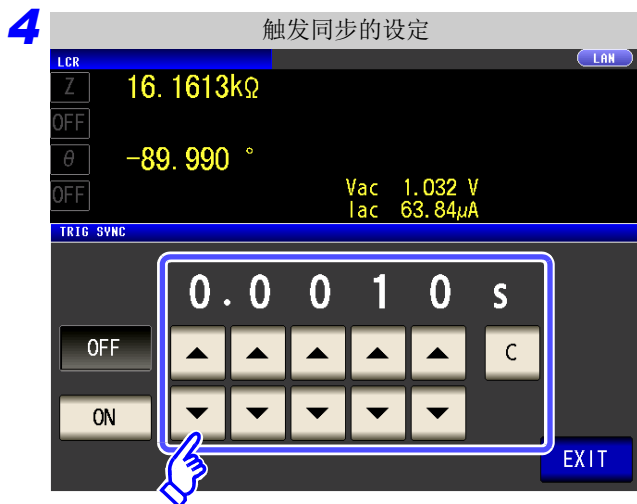 4
触发同步的设定
LCR
LAN
Z 16.1613kΩ
OFF
θ -89.990 °
OFF
Vac 1.032 V
Iac 63.84μA
TRIG SYNC
0.0010s
OFF
C
ON
EXIT